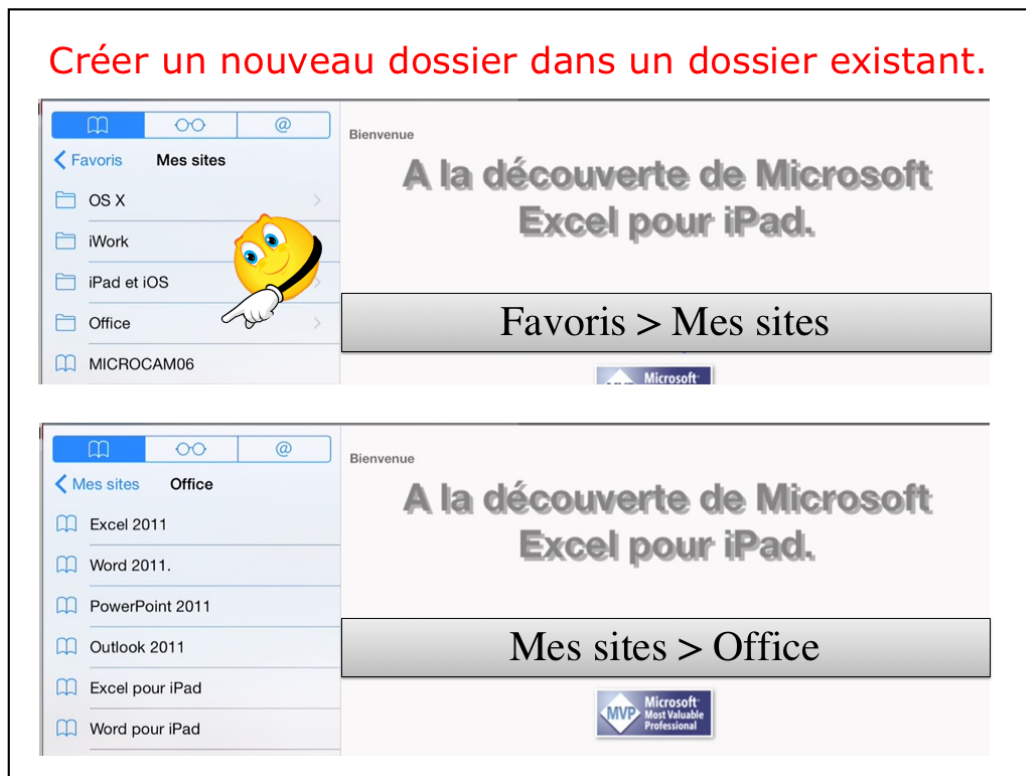 Créer un nouveau dossier dans un dossier existant.
@
Favoris Mes sites
OS X
iWork
iPad et iOS
Office
MICROCAM06
Bienvenue
A la découverte de Microsoft
Excel pour iPad.
Favoris > Mes sites
MVP Microsoft
@
Mes sites Office
Excel 2011
Word 2011.
PowerPoint 2011
Outlook 2011
Excel pour iPad
Word pour iPad
Bienvenue
A la découverte de Microsoft
Excel pour iPad.
Mes sites > Office
MVP
Microsoft
Most Valuable
Professional